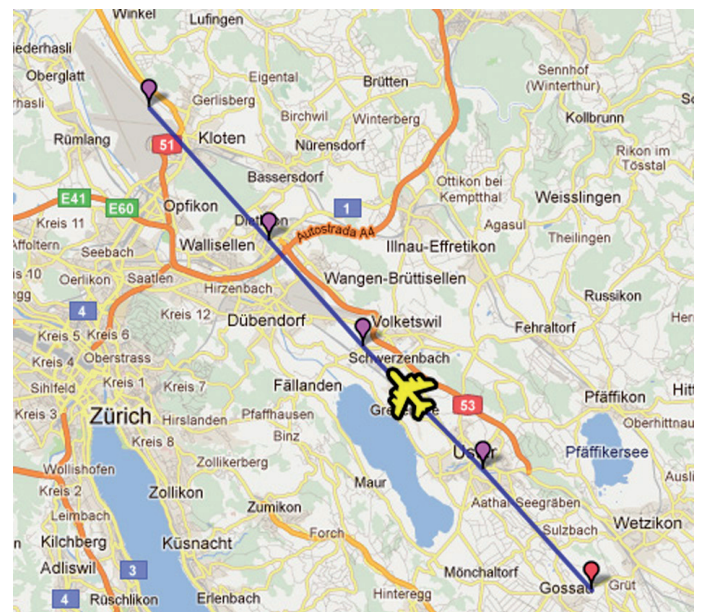 Winkel
Lufingen
iederhasli
Oberglatt
Eigental
Brütten
Sennhof
(Winterthur)
rhasli
Gerlisberg
Kollbrunn
Birchwil
Winterberg
Rümlang
51
Kloten
Nürensdorf
Rikon im
Tösstal
Bassersdorf
Ottikon bei
Kemptthal
E41
E60
Opfikon
1
Weisslingen
Kreis 11
Agasul
Affoltern
Seebach
Wallisellen
Autostrada A4
Illnau-Effretikon
Theilingen
is 10
Oerlikon
Saatlen
Hirzenbach
Wangen-Brüttisellen
Russikon
4
Kreis 12
Dübendorf
Volketswil
Fehraltorf
Kreis 5
Kreis 6
Kreis 4
Oberstrass
Schwerzenbach
Sihlfeld
Kreis 1
Kreis 7
Fällanden
Pfäffikon
Hitt
Kreis 3
Zürich
Hirslanden
Pfaffhausen
53
Oberhittnau
Kreis 8
Binz
Uster
Pfäffikersee
Wollishofen
Zollikerberg
Kreis 2
Zollikon
Maur
Aathal-Seegräben
Leimbach
Zumikon
Wetzikon
Kilchberg
Küsnacht
Forch
Sulzbach
Adliswil
3
Mönchaltorf
4
Rüschlikon
Erlenbach
Hinteregg
Gossau
Grüt